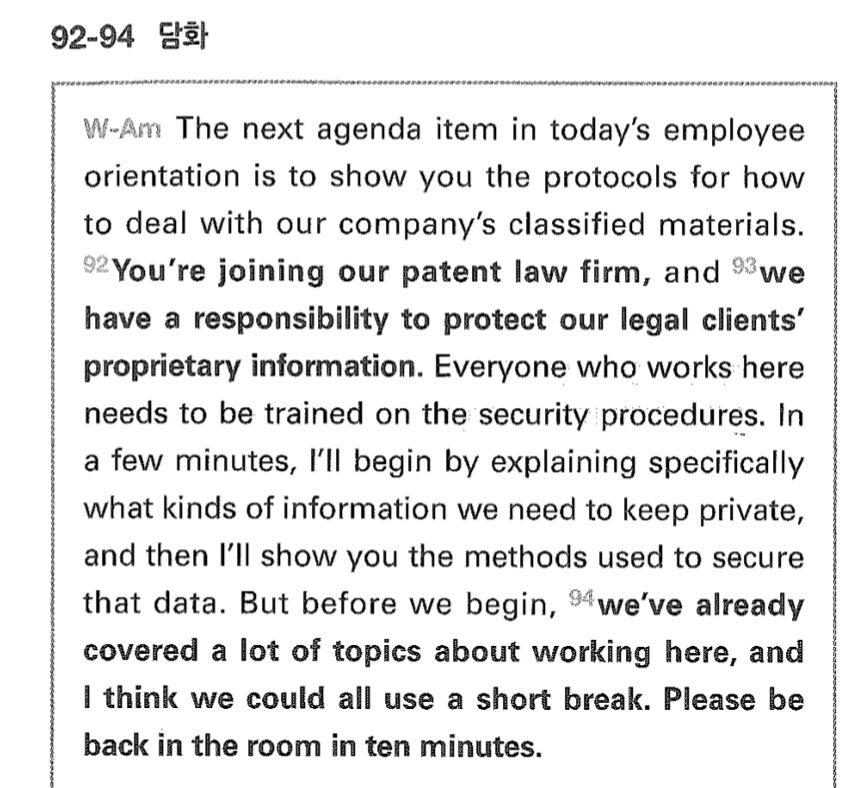 92-94 담화
W-Am The next agenda item in today's employee
orientation is to show you the protocols for how
to deal with our company's classified materials.
92You're joining our patent law firm, and 93we
have a responsibility to protect our legal clients'
proprietary information. Everyone who works here
needs to be trained on the security procedures. In
a few minutes, I'll begin by explaining specifically
what kinds of information we need to keep private,
and then I'll show you the methods used to secure
that data. But before we begin, 94we've already
covered a lot of topics about working here, and
I think we could all use a short break. Please be
back in the room in ten minutes.